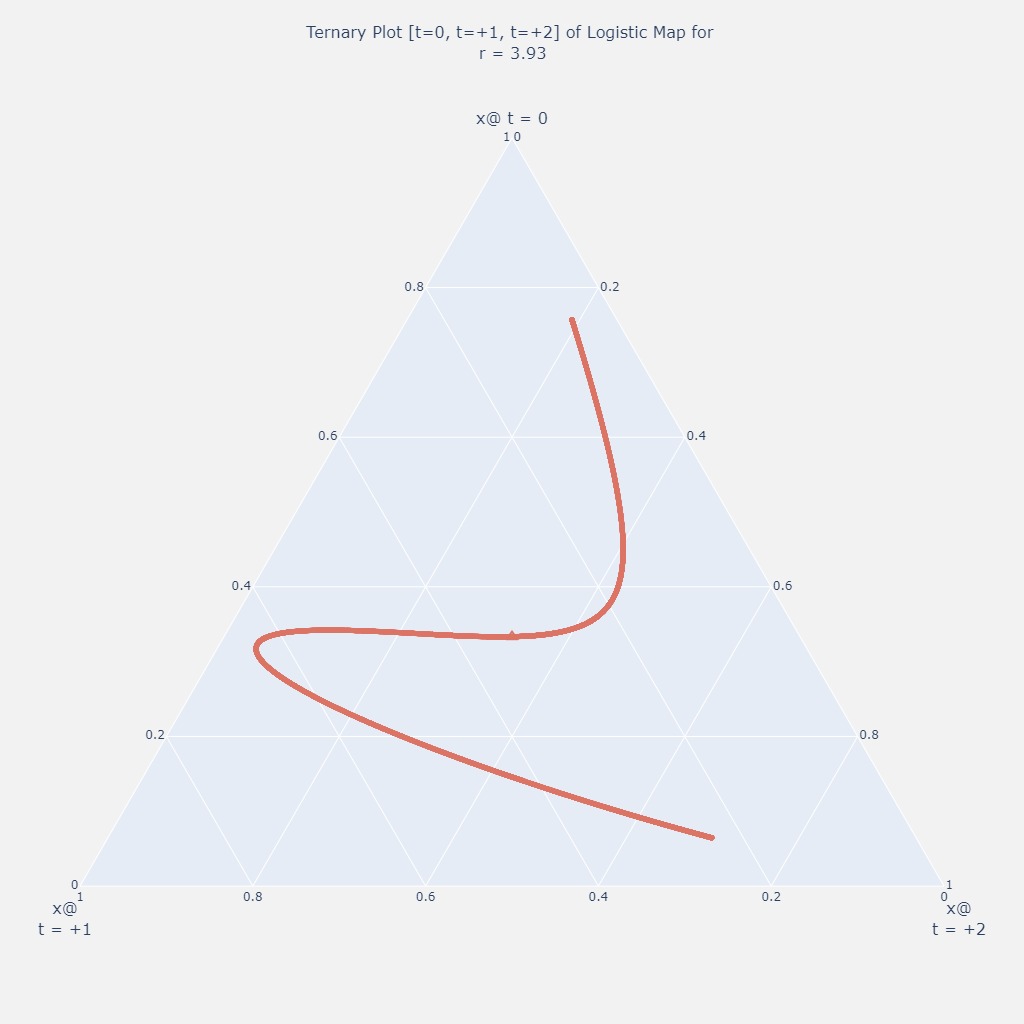 Ternary Plot [t=0, t=+1, t=+2] of Logistic Map for
r = 3.93
x@ t = 0
1 0
0.8 0.2
0.6 0.4
0.4 0.6
0.2 0.8
0 1
1 0.8 0.6 0.4 0.2 0
x@ x@
t = +1 t = +2